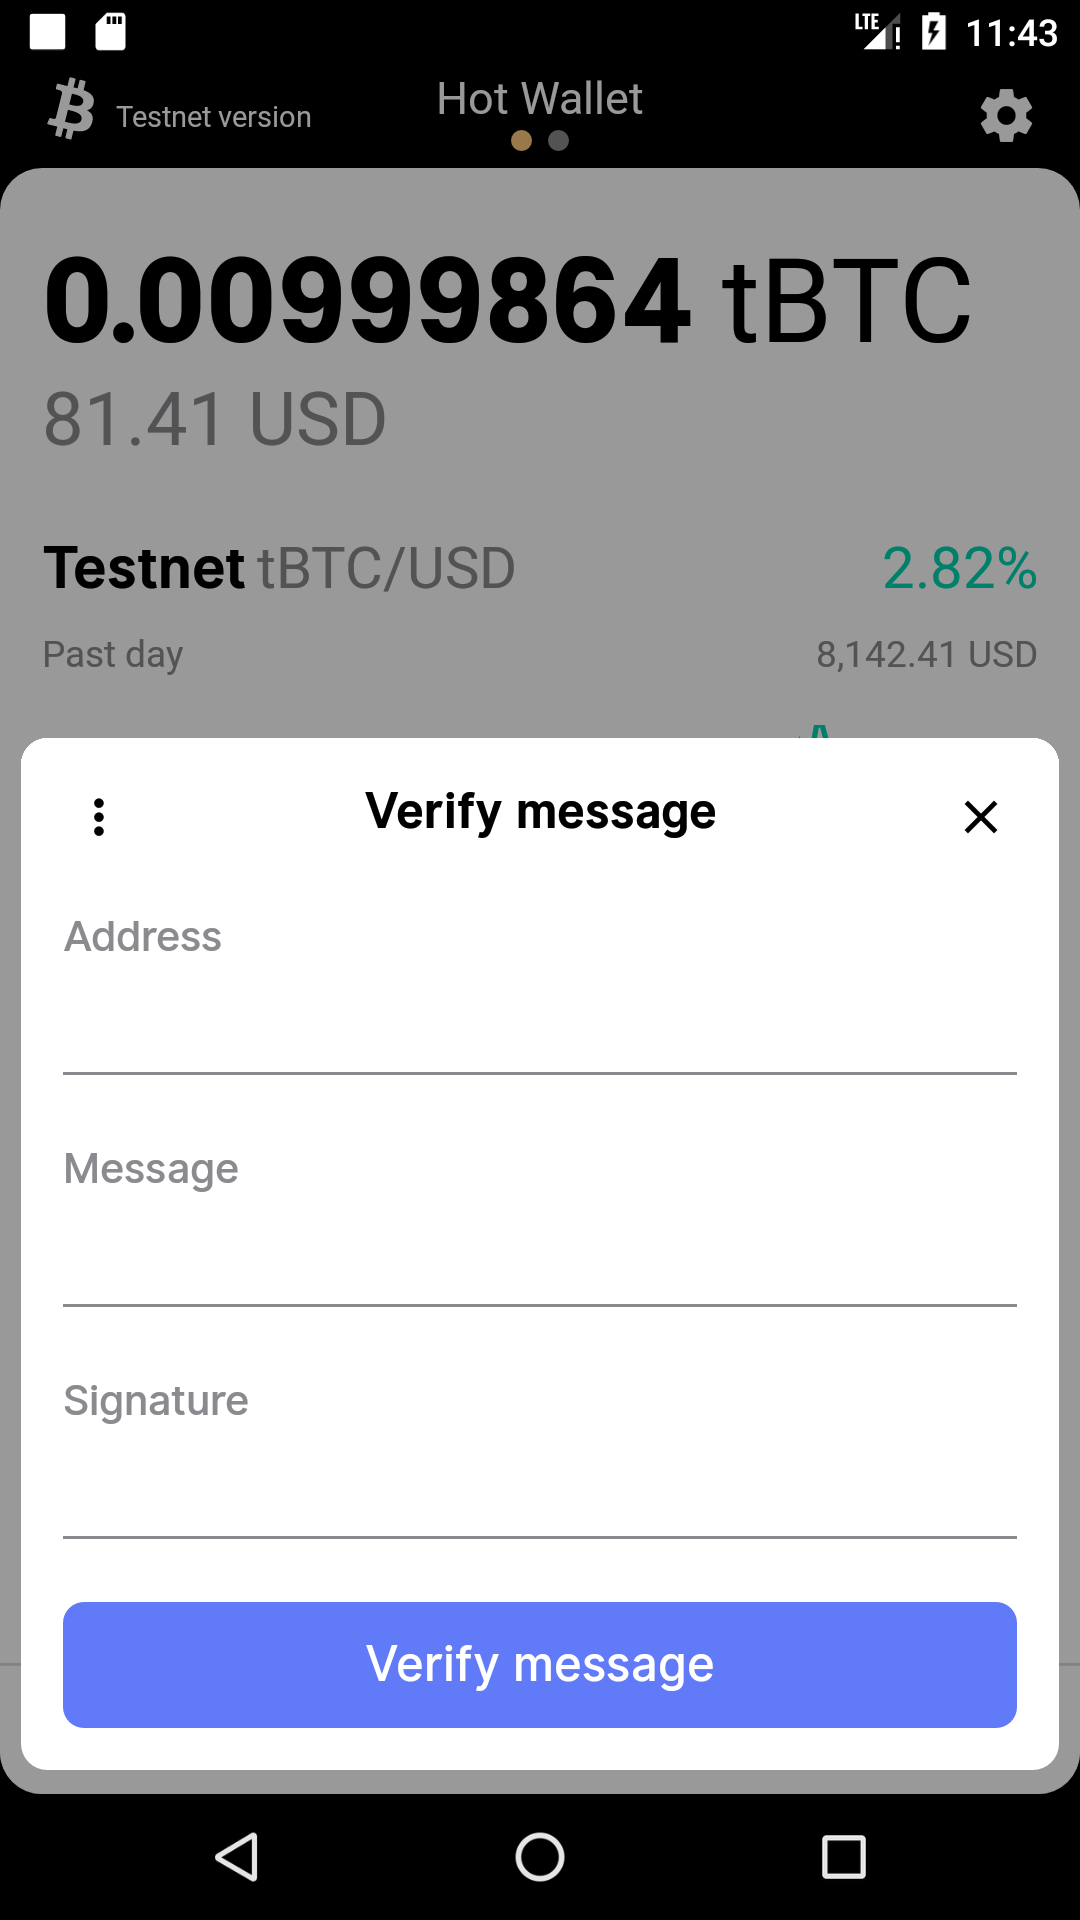 LTE 11:43
Testnet version
Hot Wallet
0.00999864 tBTC
81.41 USD
Testnet tBTC/USD 2.82%
Past day 8,142.41 USD
Verify message
Address
Message
Signature
Verify message